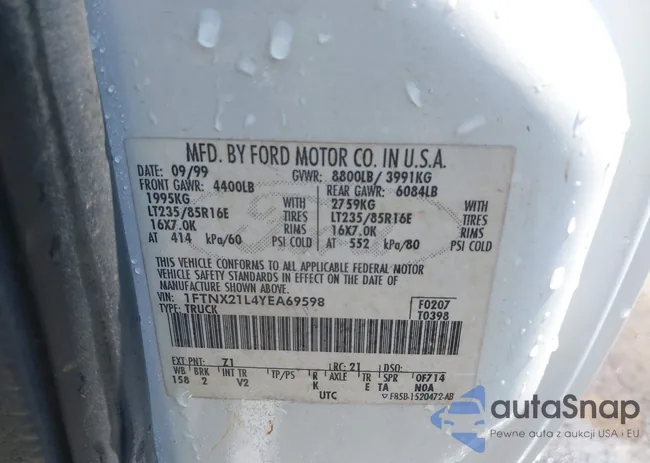 MFD. BY FORD MOTOR CO. IN U.S.A.
DATE: 09/99 GVWR: 8800LB/ 3991KG
FRONT GAWR: 4400LB REAR GAWR: 6084LB
1995KG WITH 2759KG WITH
LT235/85R16E TIRES LT235/85R16E TIRES
16X7.0K RIMS 16X7.0K RIMS
AT 414 kPa/60 PSI COLD AT 552 kPa/80 PSI COLD
THIS VEHICLE CONFORMS TO ALL APPLICABLE FEDERAL MOTOR
VEHICLE SAFETY STANDARDS IN EFFECT ON THE DATE OF
MANUFACTURE SHOWN ABOVE.
VIN: 1FTNX21L4YEA69598 F0207
TYPE: TRUCK T0398
EXT PNT: Z1 RC: 21 DSO:
WB BRK INT TR TP/PS R AXLE TR SPR 0F714
158 2 V2 K E TA N0A
UTC F85B 1520472 AB
autaSnap
Pewne auta z aukcji USA i EU